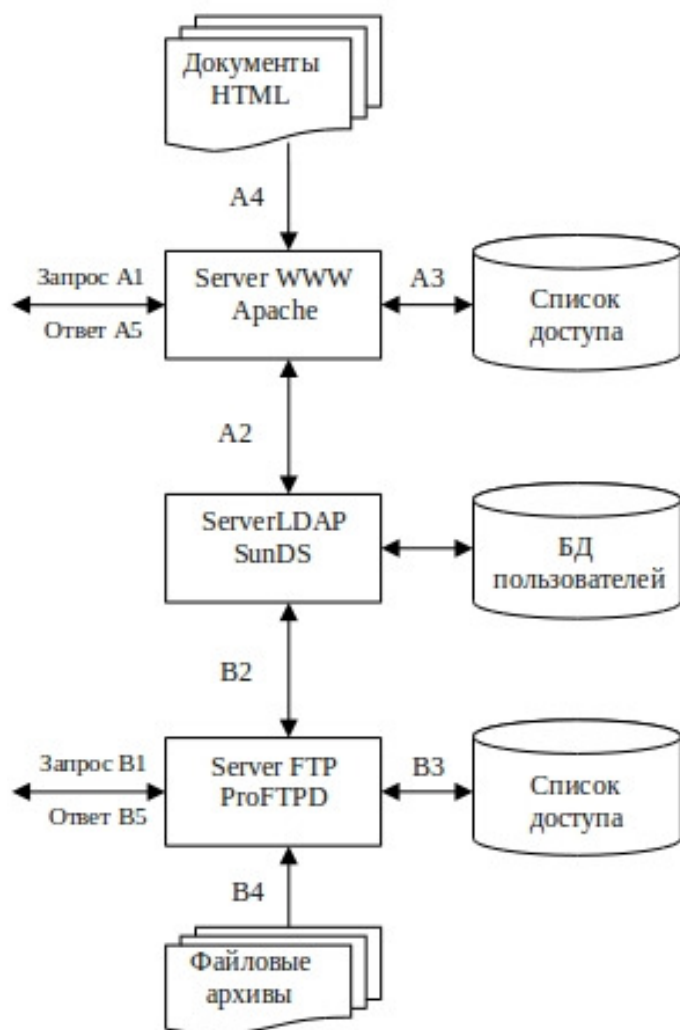 Документы
HTML
A4
Запрос A1
Ответ A5
Server WWW
Apache
A3
Список
доступа
A2
ServerLDAP
SunDS
БД
пользователей
B2
Запрос B1
Ответ B5
Server FTP
ProFTPD
B3
Список
доступа
B4
Файловые
архивы